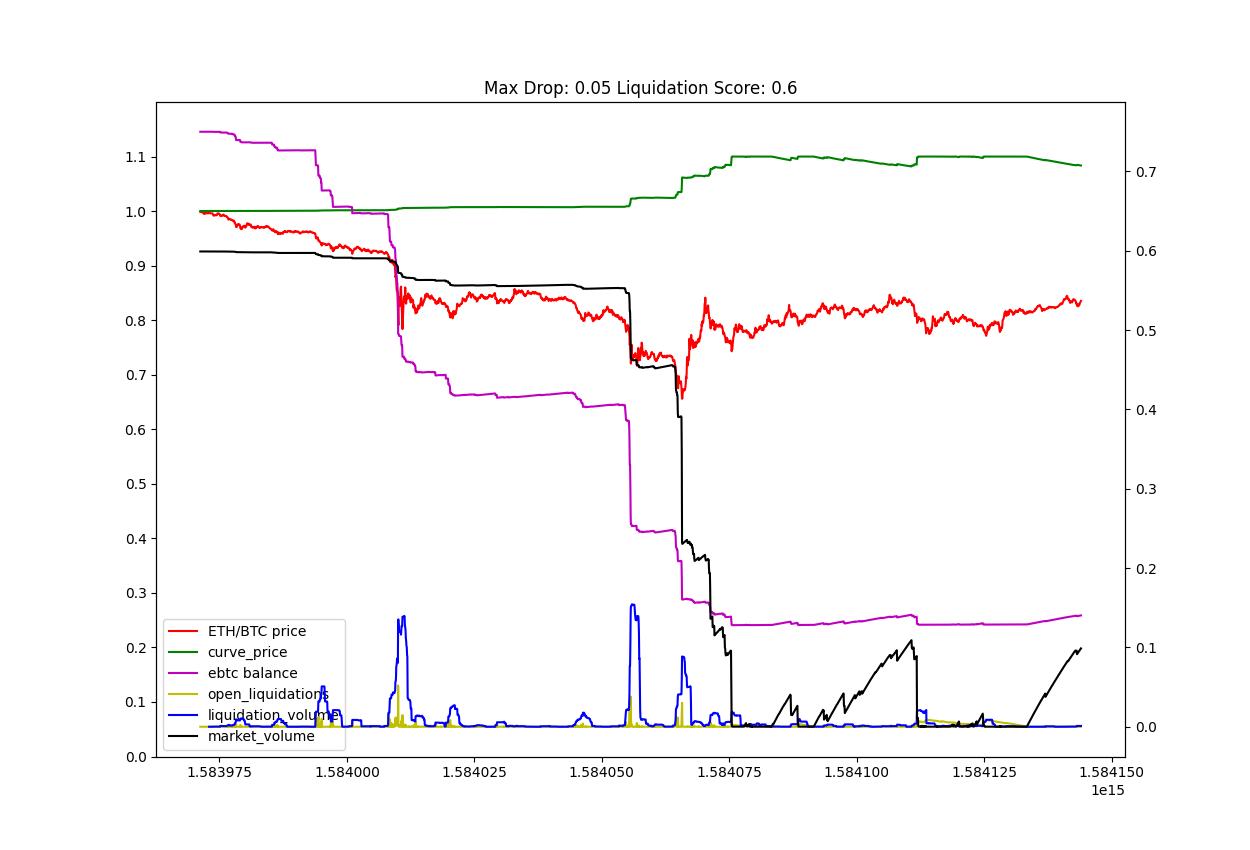 Max Drop: 0.05 Liquidation Score: 0.6
1.1
1.0
0.9
0.8
0.7
0.6
0.5
0.4
0.3
0.2
0.1
0.0
0.7
0.6
0.5
0.4
0.3
0.2
0.1
0.0
ETH/BTC price
curve_price
ebtc balance
open_liquidations
liquidation_volume
market_volume
1.583975 1.584000 1.584025 1.584050 1.584075 1.584100 1.584125 1.584150
1e15